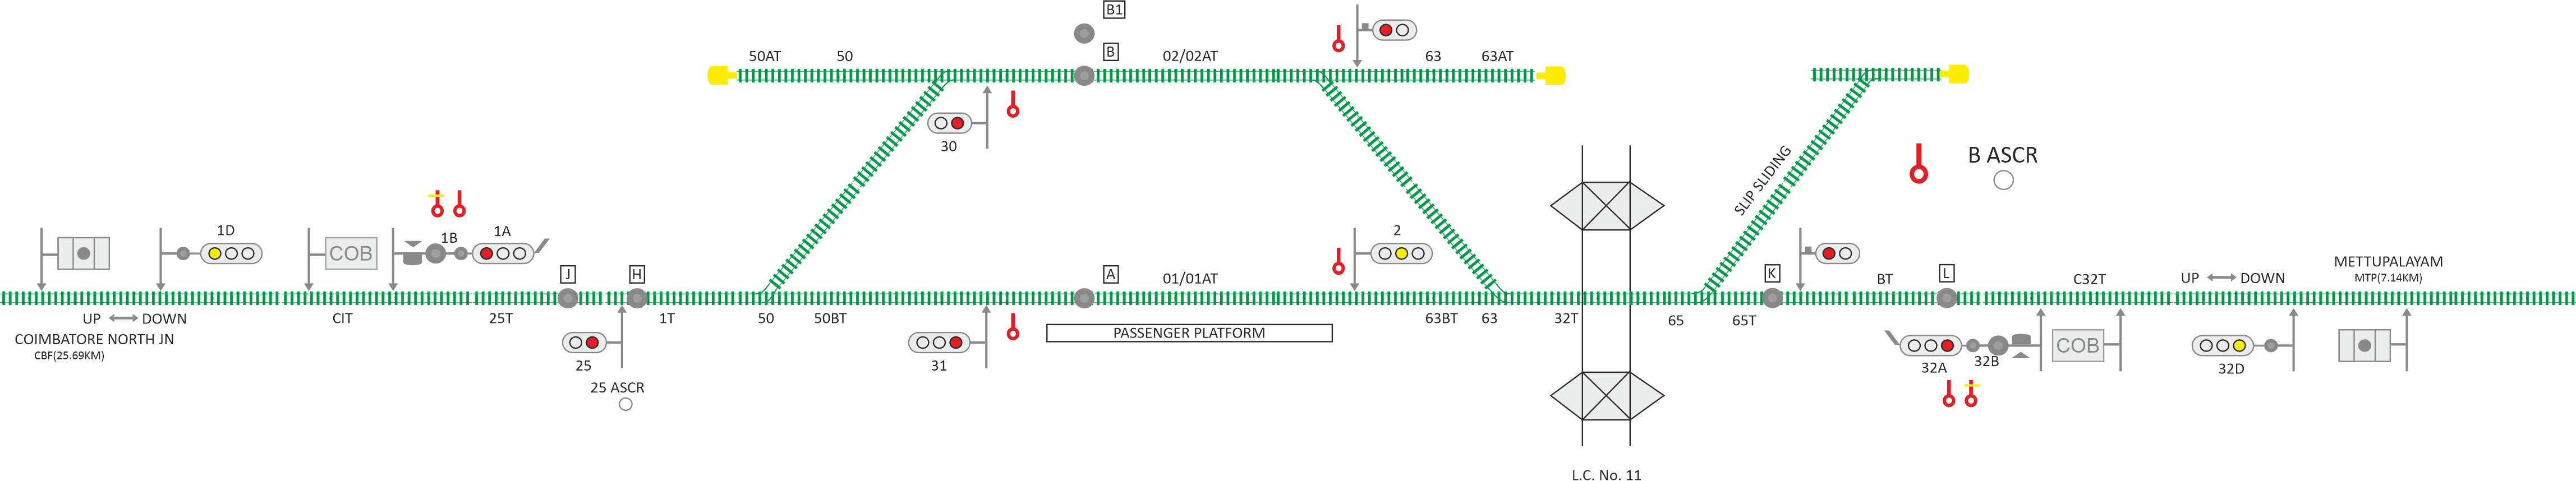 B1
B
50AT
50
02/02AT
63
63AT
30
SLIP SLIDING
B ASCR
1D
COB
1B
1A
2
J
H
A
01/01AT
K
BT
L
C32T
UP
DOWN
METTUPALAYAM
MTP(7.14KM)
UP
DOWN
COIMBATORE NORTH JN
CBF(25.69KM)
CIT
25T
1T
50
50BT
PASSENGER PLATFORM
63BT
63
32T
65
65T
25
25 ASCR
31
32A
32B
COB
32D
L.C. No. 11